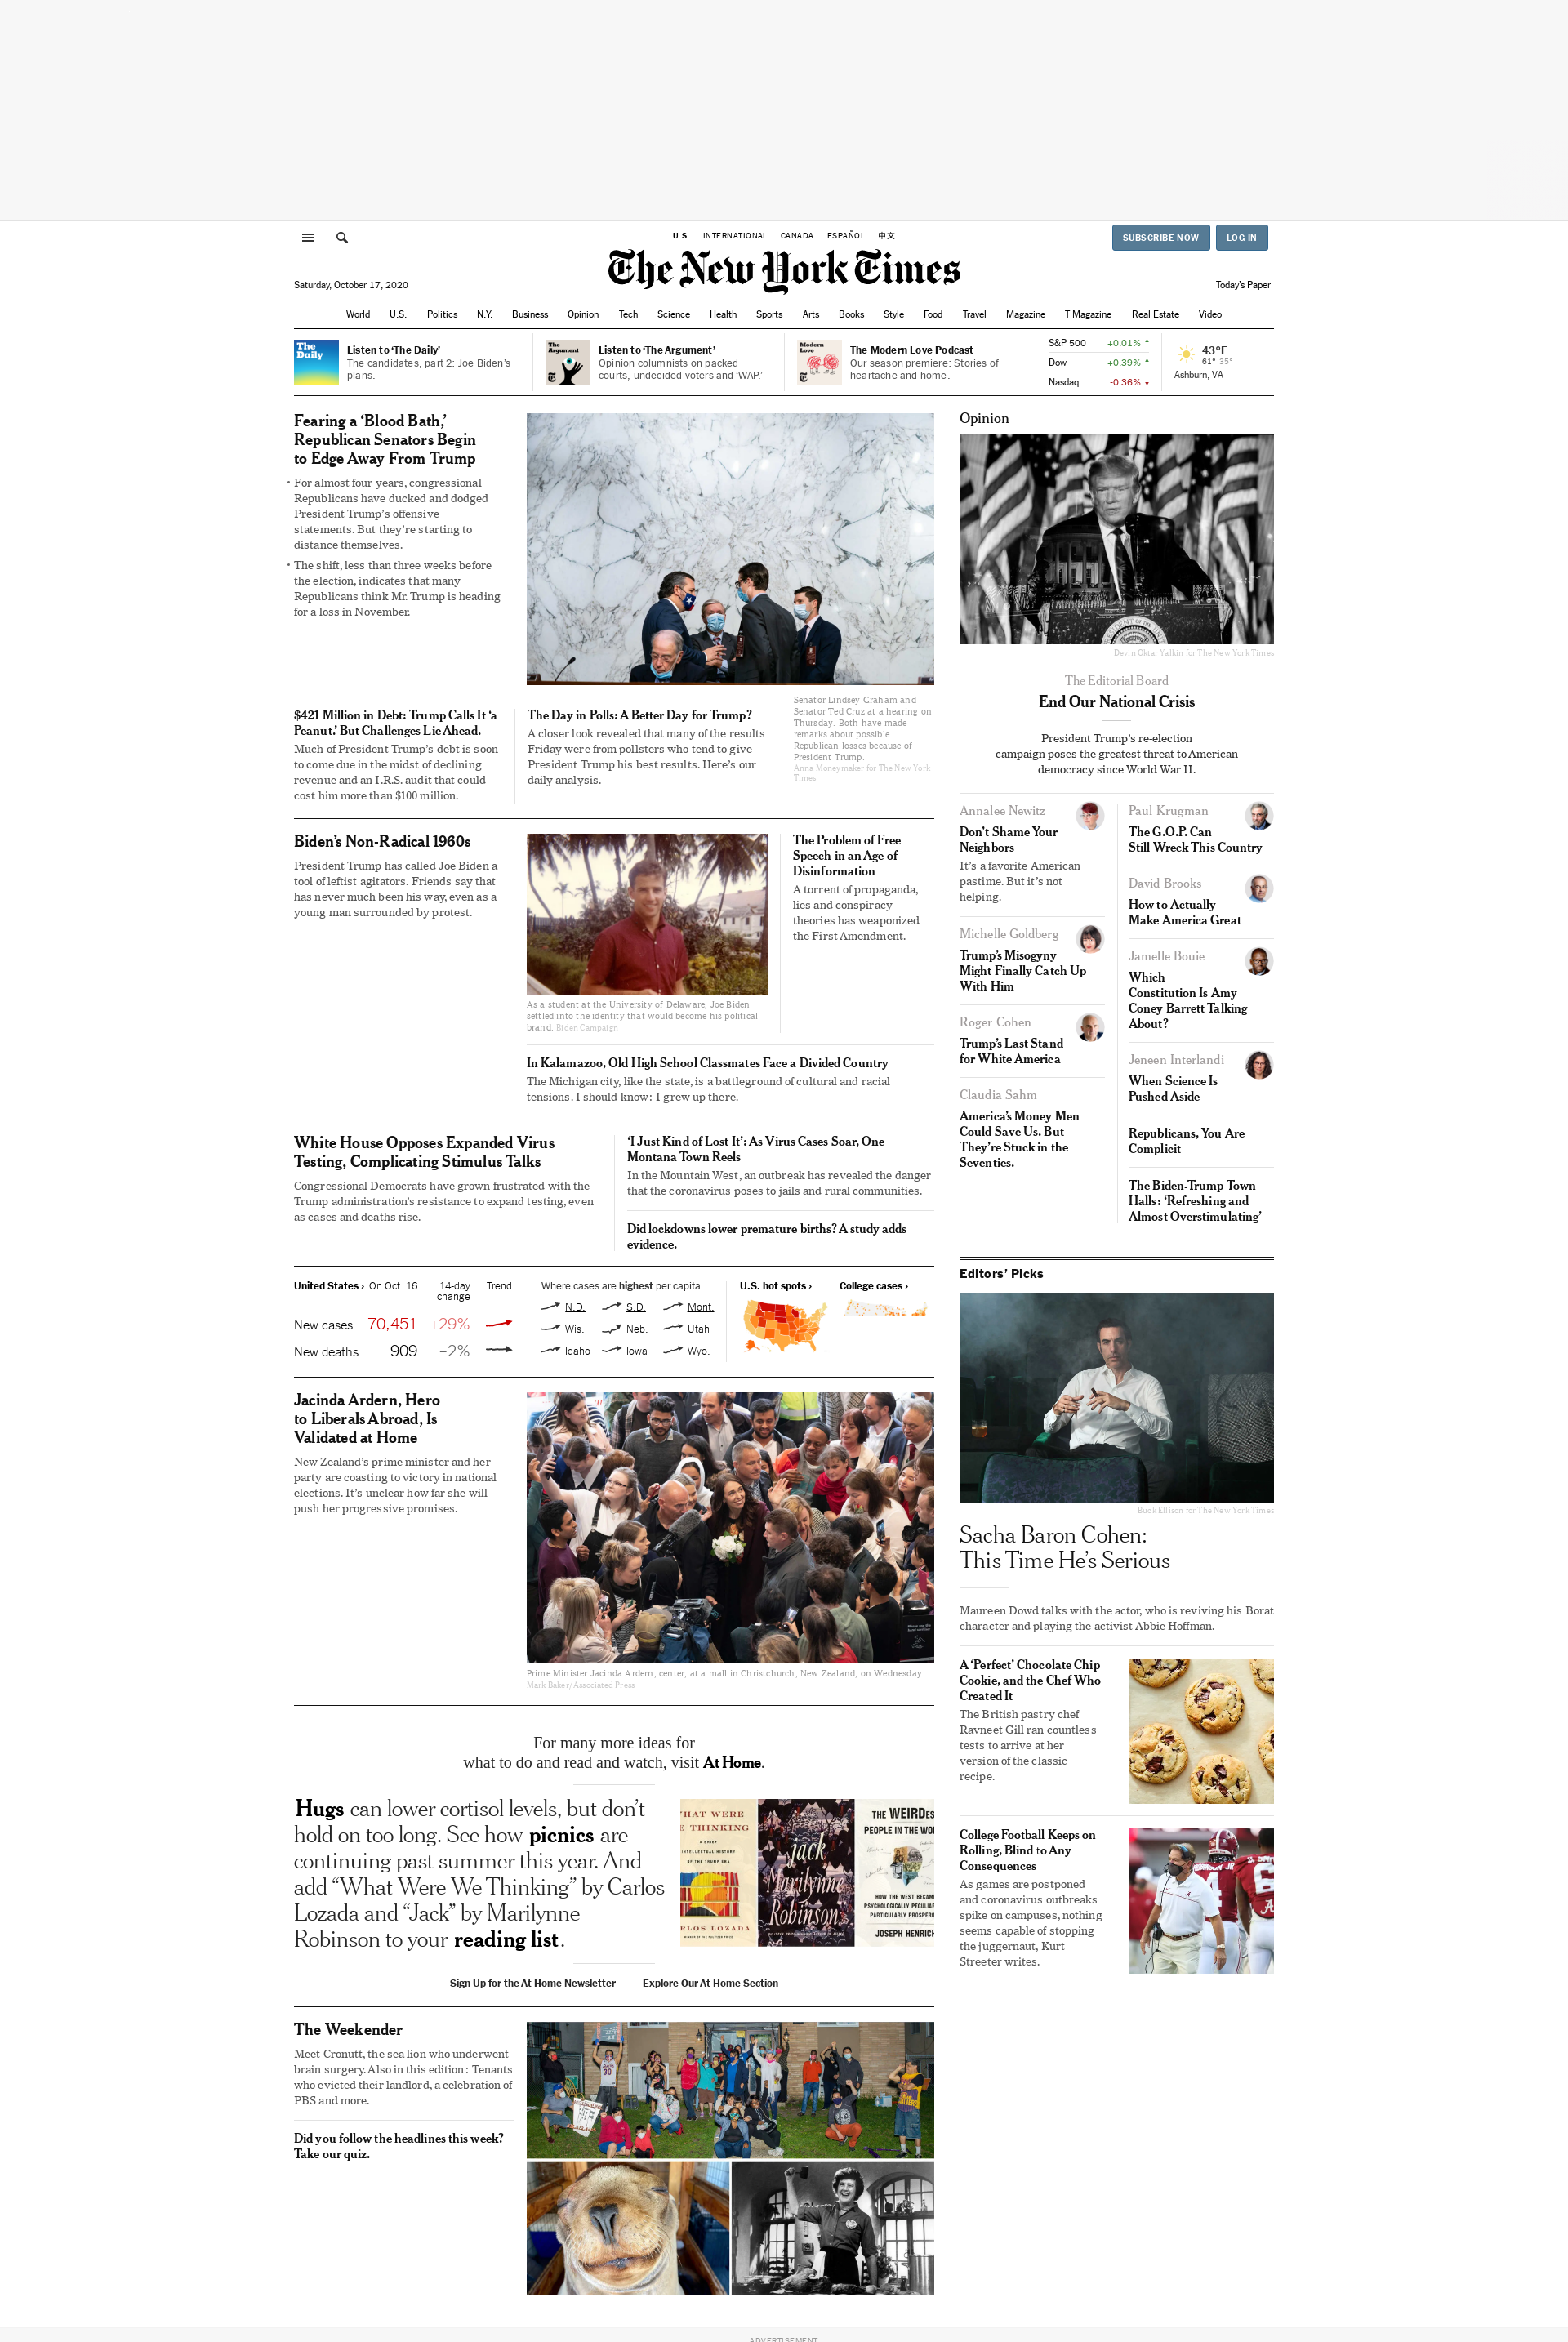 U.S. INTERNATIONAL CANADA ESPAÑOL 中文
SUBSCRIBE NOW
LOG IN
The New York Times
Saturday, October 17, 2020
Today's Paper
World U.S. Politics N.Y. Business Opinion Tech Science Health Sports Arts Books Style Food Travel Magazine T Magazine Real Estate Video
The
Daily
Listen to ‘The Daily’
The candidates, part 2: Joe Biden’s
plans.
The
Argument
Listen to ‘The Argument’
Opinion columnists on packed
courts, undecided voters and ‘WAP.’
Modern
Love
The Modern Love Podcast
Our season premiere: Stories of
heartache and home.
S&P 500 +0.01%
Dow +0.39%
Nasdaq -0.36%
43°F
61° 35°
Ashburn, VA
Fearing a ‘Blood Bath,’
Republican Senators Begin
to Edge Away From Trump
• For almost four years, congressional
Republicans have ducked and dodged
President Trump’s offensive
statements. But they’re starting to
distance themselves.
• The shift, less than three weeks before
the election, indicates that many
Republicans think Mr. Trump is heading
for a loss in November.
Senator Lindsey Graham and
Senator Ted Cruz at a hearing on
Thursday. Both have made
remarks about possible
Republican losses because of
President Trump.
Anna Moneymaker for The New York
Times
$421 Million in Debt: Trump Calls It ‘a
Peanut.’ But Challenges Lie Ahead.
Much of President Trump’s debt is soon
to come due in the midst of declining
revenue and an I.R.S. audit that could
cost him more than $100 million.
The Day in Polls: A Better Day for Trump?
A closer look revealed that many of the results
Friday were from pollsters who tend to give
President Trump his best results. Here’s our
daily analysis.
Biden’s Non-Radical 1960s
President Trump has called Joe Biden a
tool of leftist agitators. Friends say that
has never much been his way, even as a
young man surrounded by protest.
As a student at the University of Delaware, Joe Biden
settled into the identity that would become his political
brand. Biden Campaign
The Problem of Free
Speech in an Age of
Disinformation
A torrent of propaganda,
lies and conspiracy
theories has weaponized
the First Amendment.
In Kalamazoo, Old High School Classmates Face a Divided Country
The Michigan city, like the state, is a battleground of cultural and racial
tensions. I should know: I grew up there.
White House Opposes Expanded Virus
Testing, Complicating Stimulus Talks
Congressional Democrats have grown frustrated with the
Trump administration’s resistance to expand testing, even
as cases and deaths rise.
‘I Just Kind of Lost It’: As Virus Cases Soar, One
Montana Town Reels
In the Mountain West, an outbreak has revealed the danger
that the coronavirus poses to jails and rural communities.
Did lockdowns lower premature births? A study adds
evidence.
United States › On Oct. 16 14-day
change Trend
New cases 70,451 +29%
New deaths 909 –2%
Where cases are highest per capita
N.D. S.D. Mont.
Wis. Neb. Utah
Idaho Iowa Wyo.
U.S. hot spots ›
College cases ›
Jacinda Ardern, Hero
to Liberals Abroad, Is
Validated at Home
New Zealand’s prime minister and her
party are coasting to victory in national
elections. It’s unclear how far she will
push her progressive promises.
Prime Minister Jacinda Ardern, center, at a mall in Christchurch, New Zealand, on Wednesday.
Mark Baker/Associated Press
For many more ideas for
what to do and read and watch, visit At Home.
Hugs can lower cortisol levels, but don’t
hold on too long. See how picnics are
continuing past summer this year. And
add “What Were We Thinking” by Carlos
Lozada and “Jack” by Marilynne
Robinson to your reading list.
HAT WERE
E THINKING
A BRIEF
INTELLECTUAL HISTORY
OF THE TRUMP ERA
RLOS LOZADA
jack
Marilynne
Robinson
THE WEIRDes
PEOPLE IN THE WOR
HOW THE WEST BECAM
PSYCHOLOGICALLY PECULIAR
PARTICULARLY PROSPERO
JOSEPH HENRICH
Sign Up for the At Home Newsletter
Explore Our At Home Section
The Weekender
Meet Cronutt, the sea lion who underwent
brain surgery. Also in this edition: Tenants
who evicted their landlord, a celebration of
PBS and more.
Did you follow the headlines this week?
Take our quiz.
Opinion
Devin Oktar Yalkin for The New York Times
The Editorial Board
End Our National Crisis
President Trump’s re-election
campaign poses the greatest threat to American
democracy since World War II.
Annalee Newitz
Don’t Shame Your
Neighbors
It’s a favorite American
pastime. But it’s not
helping.
Michelle Goldberg
Trump’s Misogyny
Might Finally Catch Up
With Him
Roger Cohen
Trump’s Last Stand
for White America
Claudia Sahm
America’s Money Men
Could Save Us. But
They’re Stuck in the
Seventies.
Paul Krugman
The G.O.P. Can
Still Wreck This Country
David Brooks
How to Actually
Make America Great
Jamelle Bouie
Which
Constitution Is Amy
Coney Barrett Talking
About?
Jeneen Interlandi
When Science Is
Pushed Aside
Republicans, You Are
Complicit
The Biden-Trump Town
Halls: ‘Refreshing and
Almost Overstimulating’
Editors’ Picks
Buck Ellison for The New York Times
Sacha Baron Cohen:
This Time He’s Serious
Maureen Dowd talks with the actor, who is reviving his Borat
character and playing the activist Abbie Hoffman.
A ‘Perfect’ Chocolate Chip
Cookie, and the Chef Who
Created It
The British pastry chef
Ravneet Gill ran countless
tests to arrive at her
version of the classic
recipe.
College Football Keeps on
Rolling, Blind to Any
Consequences
As games are postponed
and coronavirus outbreaks
spike on campuses, nothing
seems capable of stopping
the juggernaut, Kurt
Streeter writes.
ADVERTISEMENT